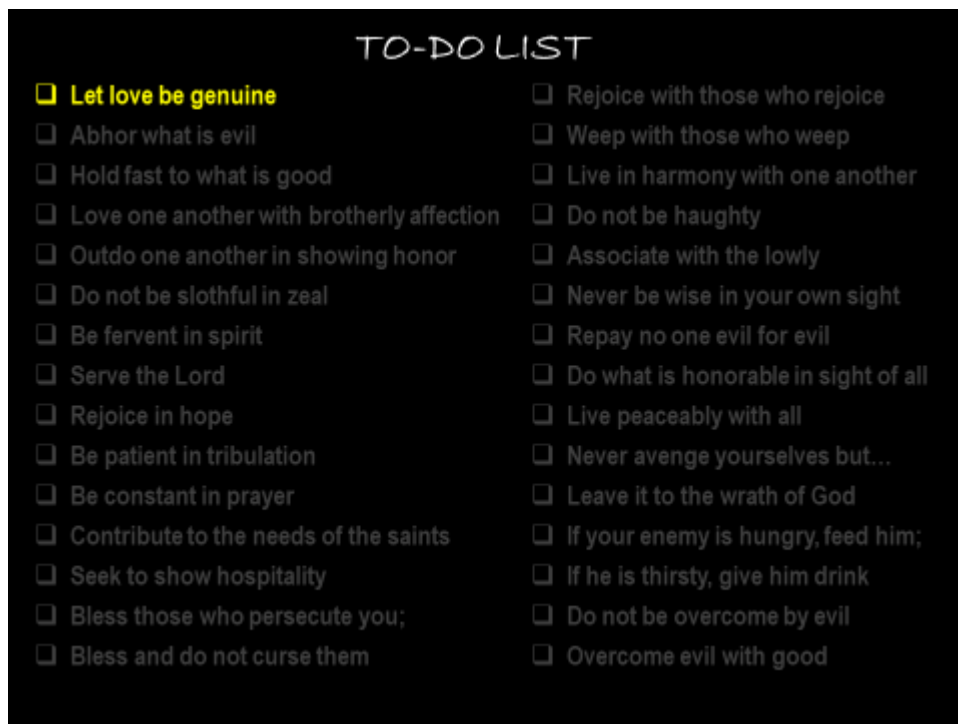 TO-DO LIST
❑ Let love be genuine
❑ Abhor what is evil
❑ Hold fast to what is good
❑ Love one another with brotherly affection
❑ Outdo one another in showing honor
❑ Do not be slothful in zeal
❑ Be fervent in spirit
❑ Serve the Lord
❑ Rejoice in hope
❑ Be patient in tribulation
❑ Be constant in prayer
❑ Contribute to the needs of the saints
❑ Seek to show hospitality
❑ Bless those who persecute you;
❑ Bless and do not curse them
❑ Rejoice with those who rejoice
❑ Weep with those who weep
❑ Live in harmony with one another
❑ Do not be haughty
❑ Associate with the lowly
❑ Never be wise in your own sight
❑ Repay no one evil for evil
❑ Do what is honorable in sight of all
❑ Live peaceably with all
❑ Never avenge yourselves but...
❑ Leave it to the wrath of God
❑ If your enemy is hungry, feed him;
❑ If he is thirsty, give him drink
❑ Do not be overcome by evil
❑ Overcome evil with good